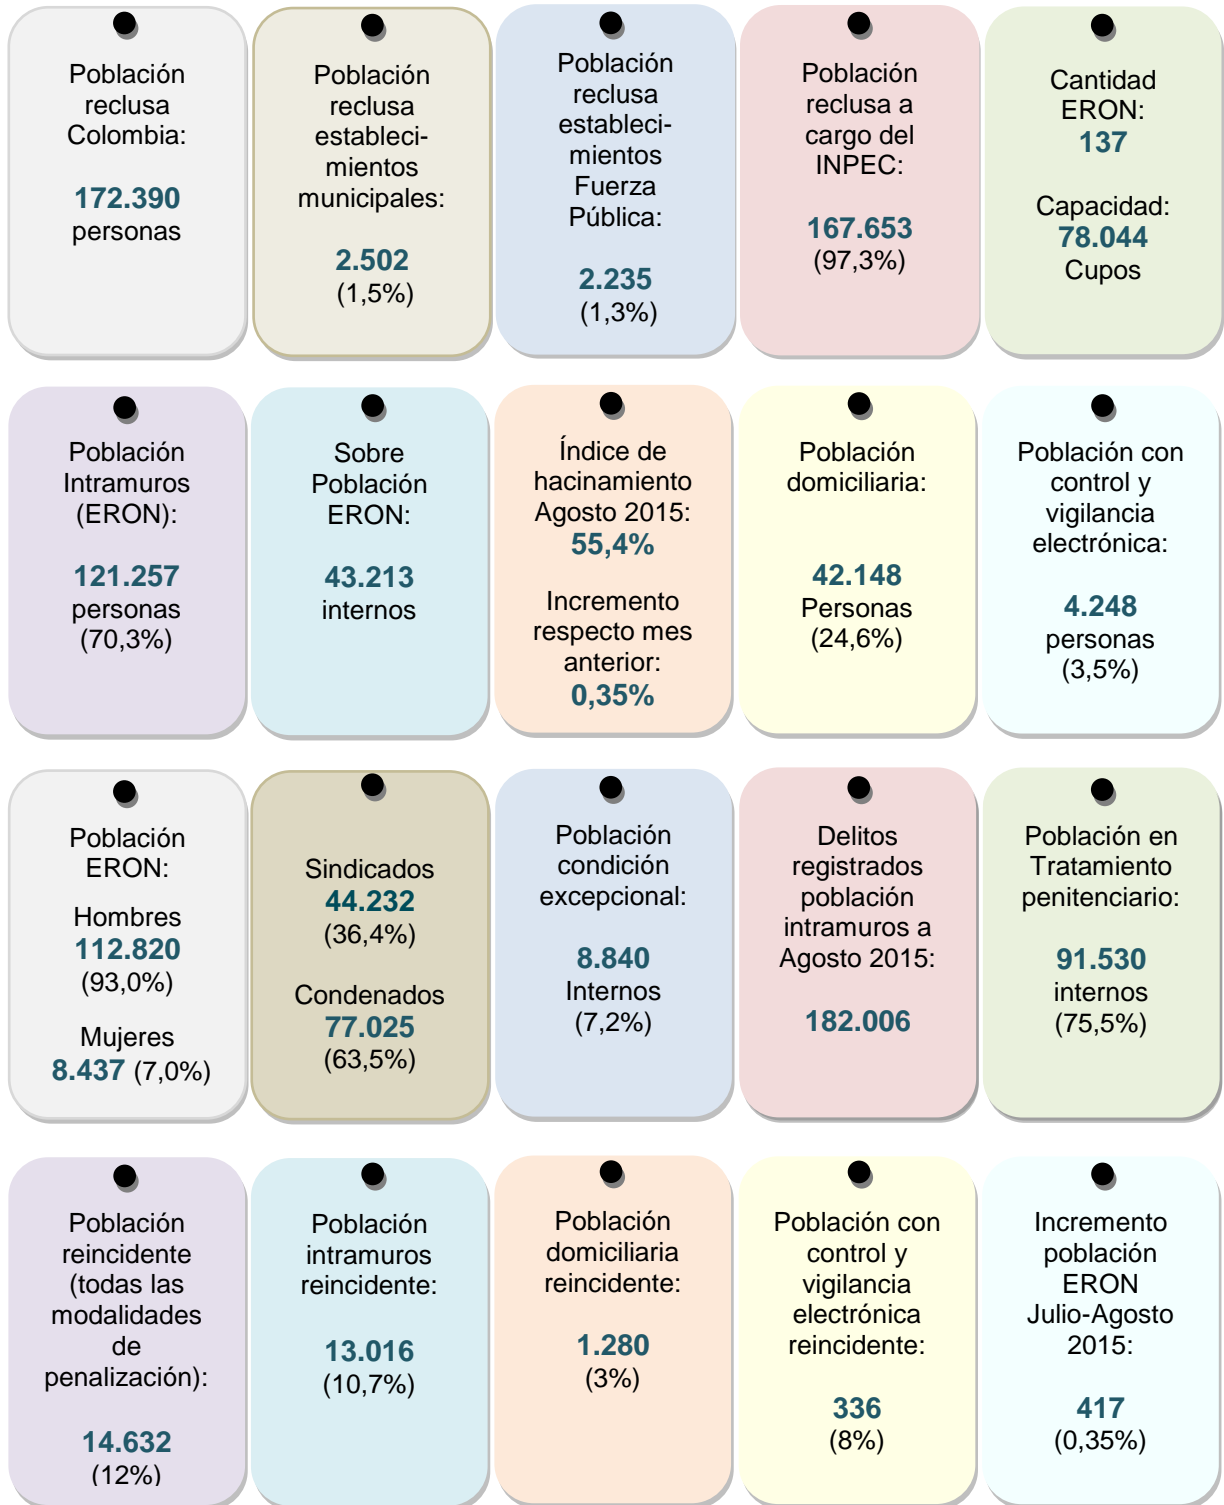 Población
reclusa
Colombia:
172.390
personas
Población
reclusa
estableci-
mientos
municipales:
2.502
(1,5%)
Población
reclusa
estableci-
mientos
Fuerza
Pública:
2.235
(1,3%)
Población
reclusa a
cargo del
INPEC:
167.653
(97,3%)
Cantidad
ERON:
137
Capacidad:
78.044
Cupos
Población
Intramuros
(ERON):
121.257
personas
(70,3%)
Sobre
Población
ERON:
43.213
internos
Índice de
hacinamiento
Agosto 2015:
55,4%
Incremento
respecto mes
anterior:
0,35%
Población
domiciliaria:
42.148
Personas
(24,6%)
Población con
control y
vigilancia
electrónica:
4.248
personas
(3,5%)
Población
ERON:
Hombres
112.820
(93,0%)
Mujeres
8.437 (7,0%)
Sindicados
44.232
(36,4%)
Condenados
77.025
(63,5%)
Población
condición
excepcional:
8.840
Internos
(7,2%)
Delitos
registrados
población
intramuros a
Agosto 2015:
182.006
Población en
Tratamiento
penitenciario:
91.530
internos
(75,5%)
Población
reincidente
(todas las
modalidades
de
penalización):
14.632
(12%)
Población
intramuros
reincidente:
13.016
(10,7%)
Población
domiciliaria
reincidente:
1.280
(3%)
Población con
control y
vigilancia
electrónica
reincidente:
336
(8%)
Incremento
población
ERON
Julio-Agosto
2015:
417
(0,35%)